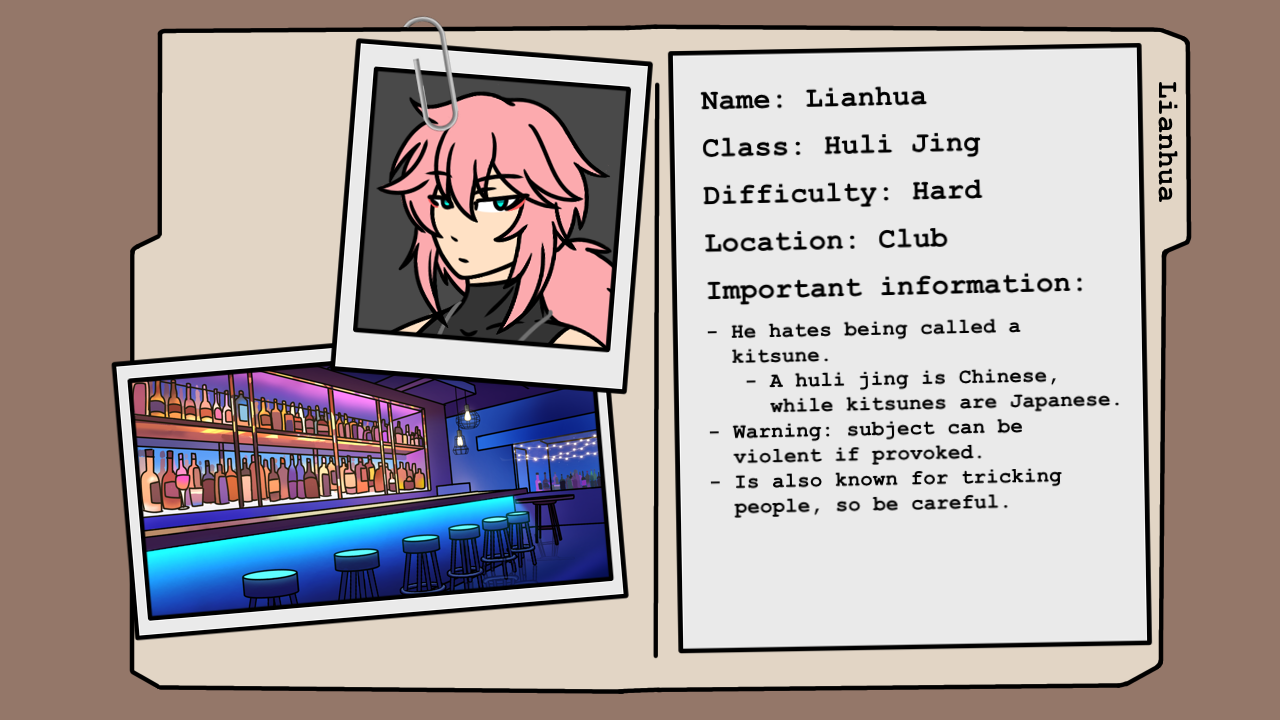 Name: Lianhua
Class: Huli Jing
Difficulty: Hard
Location: Club
Important information:
- He hates being called a
kitsune.
- A huli jing is Chinese,
while kitsunes are Japanese.
- Warning: subject can be
violent if provoked.
- Is also known for tricking
people, so be careful.
Lianhua